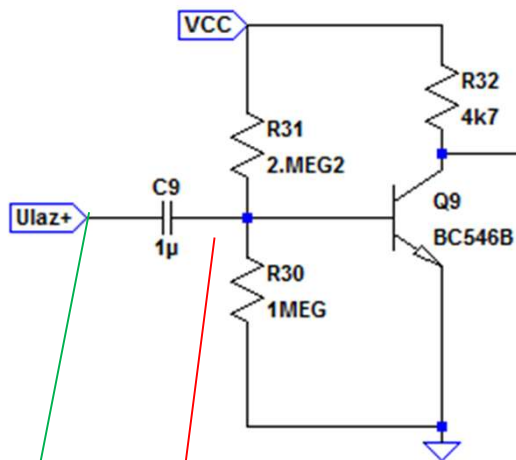 VCC
R32
4k7
R31
2.MEG2
C9
Ulaz+
1µ
Q9
BC546B
R30
1MEG